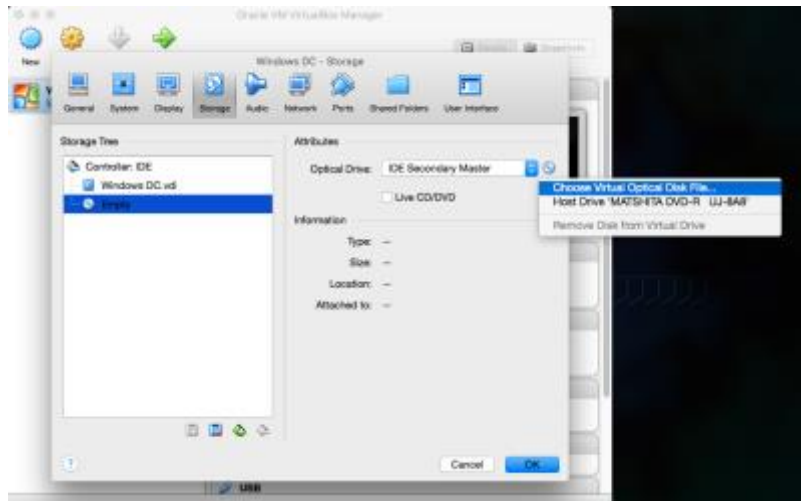 Oracle VM VirtualBox Manager
New
Windows DC - Storage
General System Display Storage Audio Network Ports Shared Folders User Interface
Storage Tree
Attributes
Controller: IDE
Windows DC.vdi
Empty
Optical Drive: IDE Secondary Master
Live CD/DVD
Choose Virtual Optical Disk File...
Host Drive 'MATSHITA DVD-R UJ-8A8'
Remove Disk from Virtual Drive
Information
Type: --
Size: --
Location: --
Attached to: --
?
Cancel OK
USB